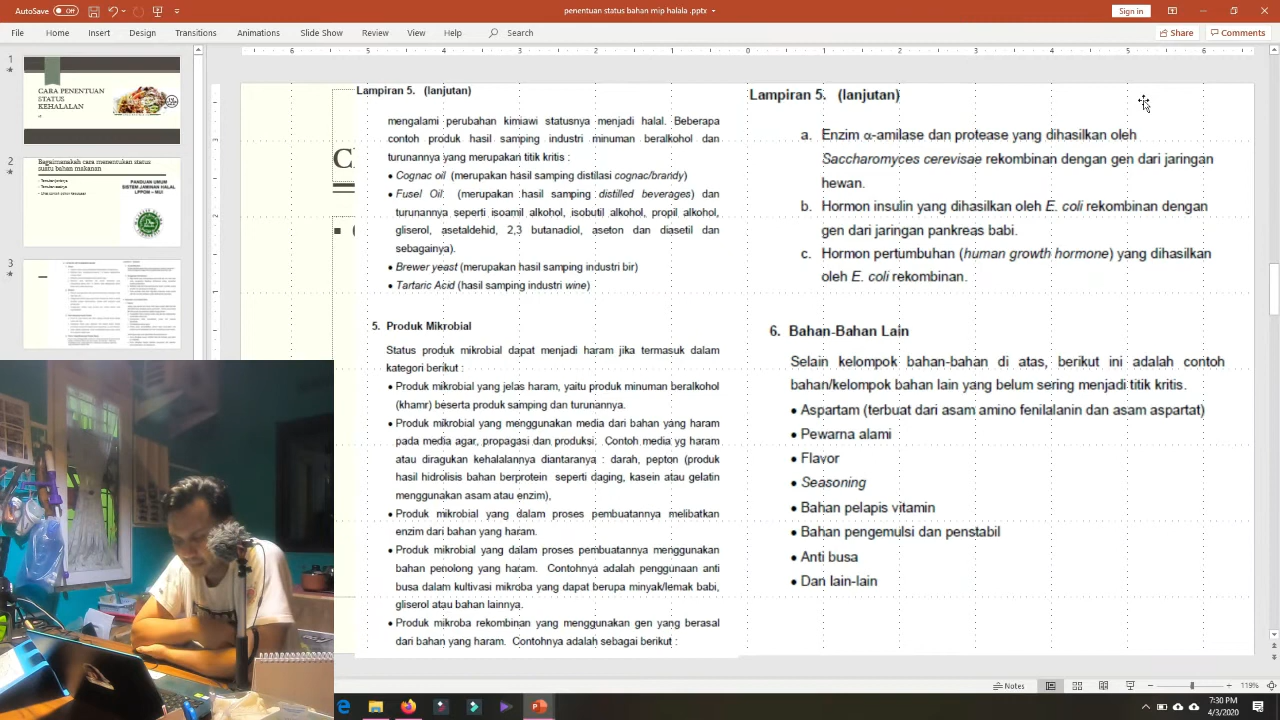 AutoSave Off
penentuan status bahan mip halala .pptx
Sign in
File Home Insert Draw Design Transitions Animations Slide Show Review View Help Search
Share Comments
CARA PENENTUAN
STATUS
KEHALALAN
2
Bagaimanakah cara menentukan status
suatu bahan makanan
PANDUAN UMUM
SISTEM JAMINAN HALAL
LPPOM - MUI
3
Lampiran 5. (lanjutan)
mengalami perubahan kimiawi statusnya menjadi halal. Beberapa
contoh produk hasil samping industri minuman beralkohol dan
turunannya yang merupakan titik kritis :
• Cognac oil (merupakan hasil samping distilasi cognac/brandy)
• Fusel Oil: (merupakan hasil samping distilled beverages) dan
turunannya seperti isoamil alkohol, isobutil alkohol, propil alkohol,
gliserol, asetaldehid, 2,3 butanadiol, aseton dan diasetil dan
sebagainya).
• Brewer yeast (merupakan hasil samping industri bir)
• Tartaric Acid (hasil samping industri wine)
5. Produk Mikrobial
Status produk mikrobial dapat menjadi haram jika termasuk dalam
kategori berikut :
• Produk mikrobial yang jelas haram, yaitu produk minuman beralkohol
(khamr) beserta produk samping dan turunannya.
• Produk mikrobial yang menggunakan media dari bahan yang haram
pada media agar, propagasi dan produksi. Contoh media yg haram
atau diragukan kehalalannya diantaranya : darah, pepton (produk
hasil hidrolisis bahan berprotein seperti daging, kasein atau gelatin
menggunakan asam atau enzim),
• Produk mikrobial yang dalam proses pembuatannya melibatkan
enzim dari bahan yang haram.
• Produk mikrobial yang dalam proses pembuatannya menggunakan
bahan penolong yang haram. Contohnya adalah penggunaan anti
busa dalam kultivasi mikroba yang dapat berupa minyak/lemak babi,
gliserol atau bahan lainnya.
• Produk mikroba rekombinan yang menggunakan gen yang berasal
dari bahan yang haram. Contohnya adalah sebagai berikut :
Lampiran 5. (lanjutan)
a. Enzim α-amilase dan protease yang dihasilkan oleh
Saccharomyces cerevisae rekombinan dengan gen dari jaringan
hewan.
b. Hormon insulin yang dihasilkan oleh E. coli rekombinan dengan
gen dari jaringan pankreas babi.
c. Hormon pertumbuhan (human growth hormone) yang dihasilkan
oleh E. coli rekombinan.
6. Bahan-Bahan Lain
Selain kelompok bahan-bahan di atas, berikut ini adalah contoh
bahan/kelompok bahan lain yang belum sering menjadi titik kritis.
• Aspartam (terbuat dari asam amino fenilalanin dan asam aspartat)
• Pewarna alami
• Flavor
• Seasoning
• Bahan pelapis vitamin
• Bahan pengemulsi dan penstabil
• Anti busa
• Dan lain-lain
Notes 119%
7:30 PM
4/3/2020